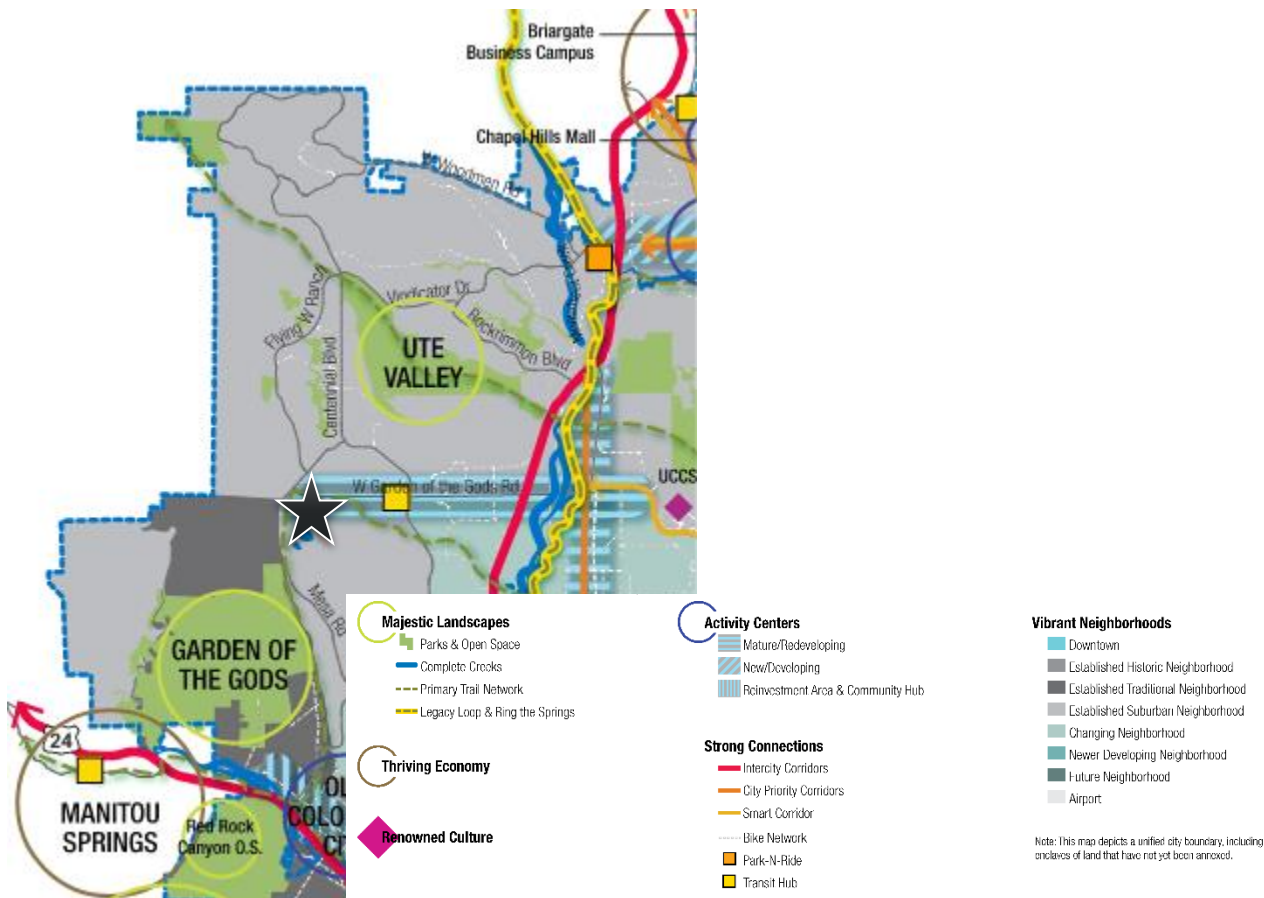 Briargate
Business Campus
Chapel Hills Mall
W Woodmen Rd
Flying W Ranch
Vindicator Dr
Rockrimmon Blvd
Centennial Blvd
UTE
VALLEY
W Garden of the Gods Rd
UCCS
Mesa Rd
GARDEN OF
THE GODS
24
MANITOU
SPRINGS
Red Rock
Canyon O.S.
OL
COLO
CI
Majestic Landscapes
Parks & Open Space
Complete Creeks
Primary Trail Network
Legacy Loop & Ring the Springs
Thriving Economy
Renowned Culture
Activity Centers
Mature/Redeveloping
New/Developing
Reinvestment Area & Community Hub
Strong Connections
Intercity Corridors
City Priority Corridors
Smart Corridor
Bike Network
Park-N-Ride
Transit Hub
Vibrant Neighborhoods
Downtown
Established Historic Neighborhood
Established Traditional Neighborhood
Established Suburban Neighborhood
Changing Neighborhood
Newer Developing Neighborhood
Future Neighborhood
Airport
Note: This map depicts a unified city boundary, including
enclaves of land that have not yet been annexed.